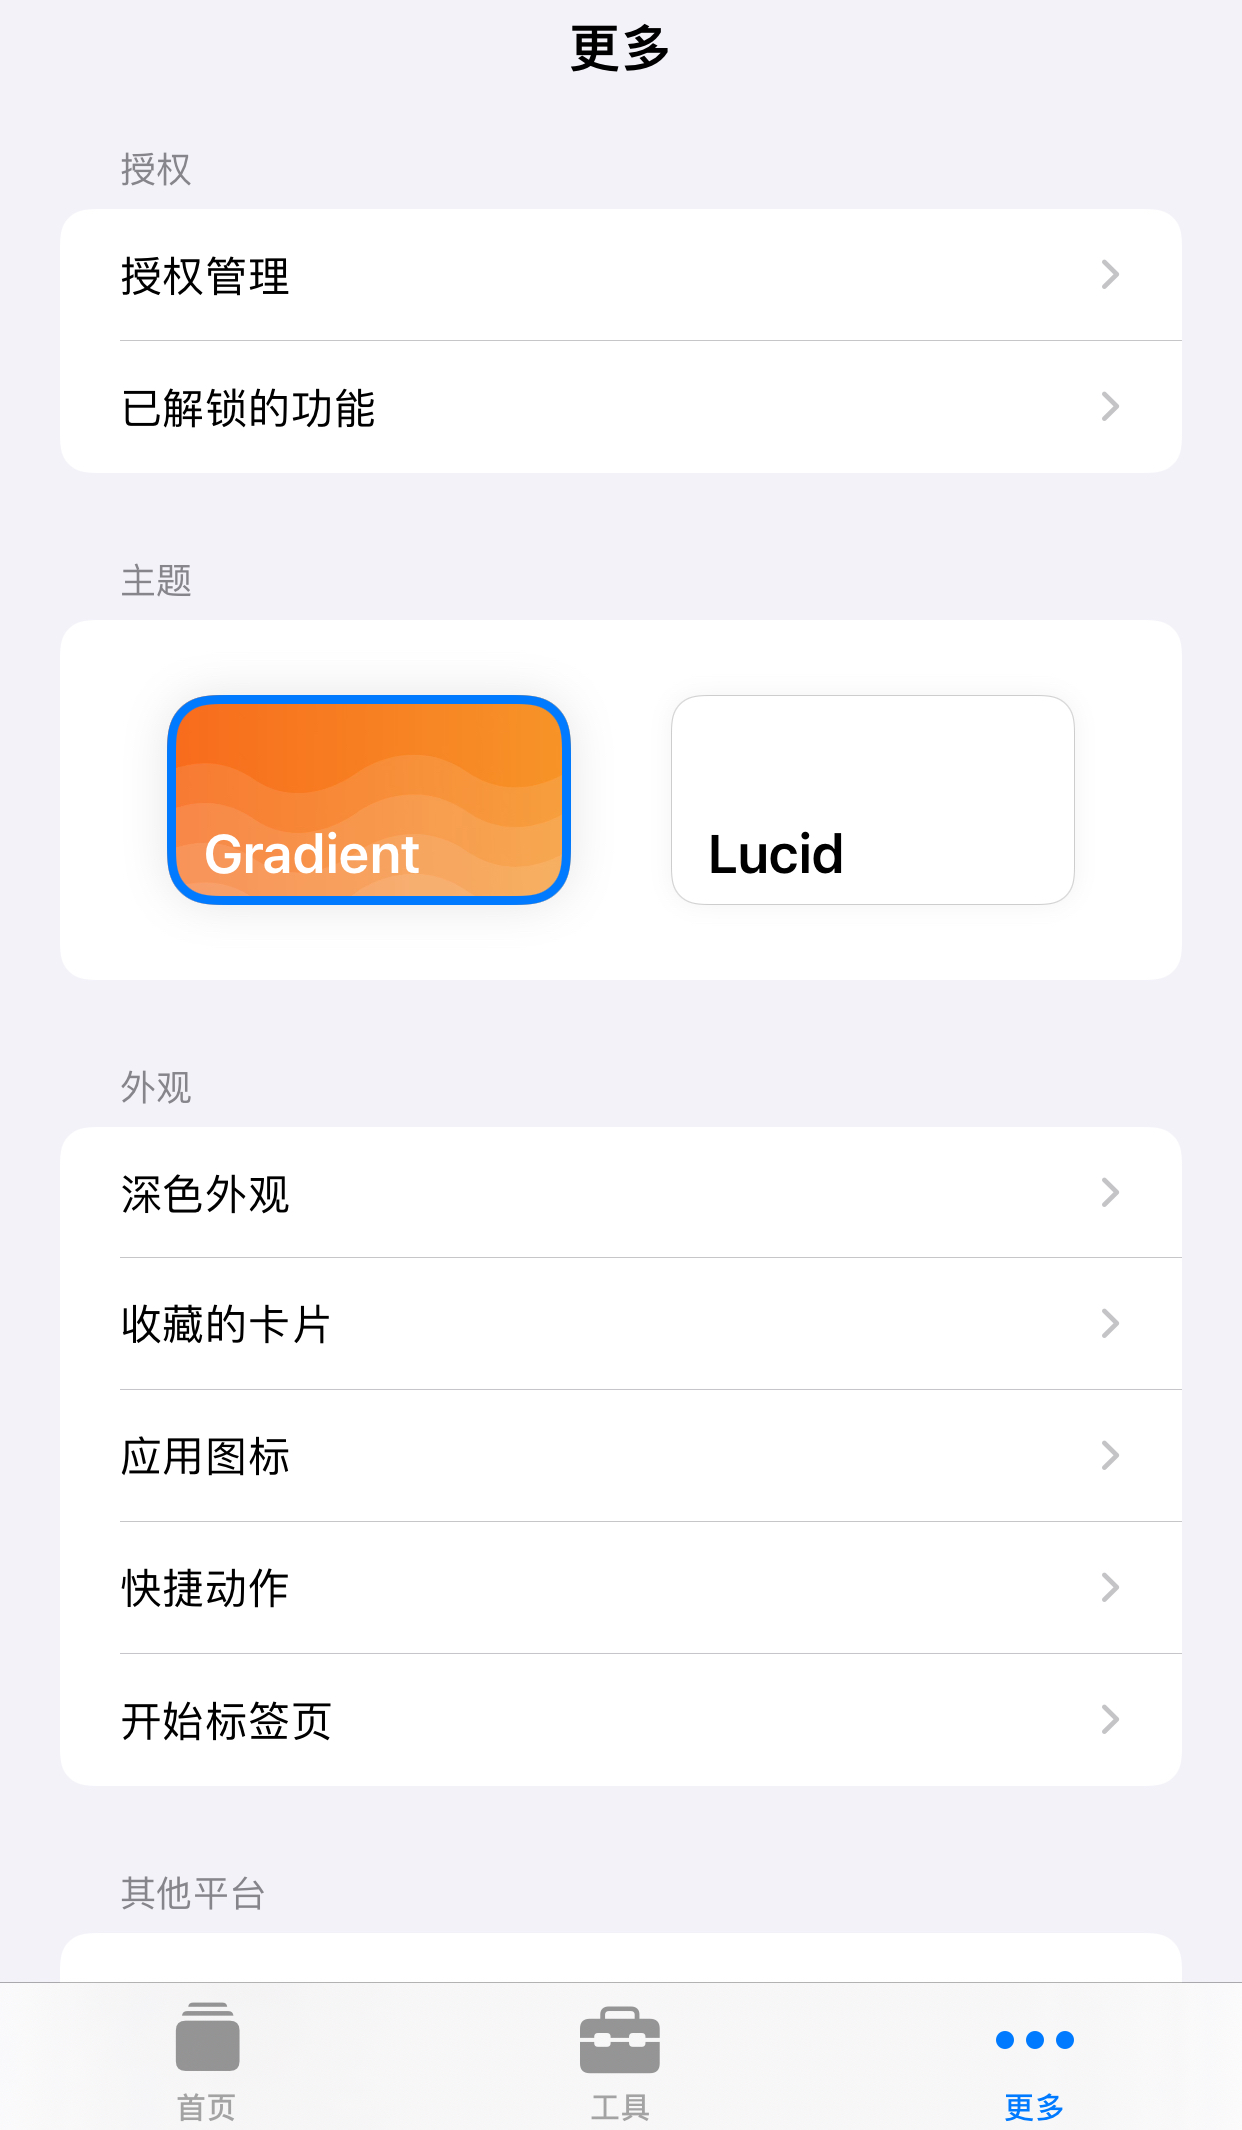 更多
授权
授权管理
已解锁的功能
主题
Gradient
Lucid
外观
深色外观
收藏的卡片
应用图标
快捷动作
开始标签页
其他平台
首页
工具
更多